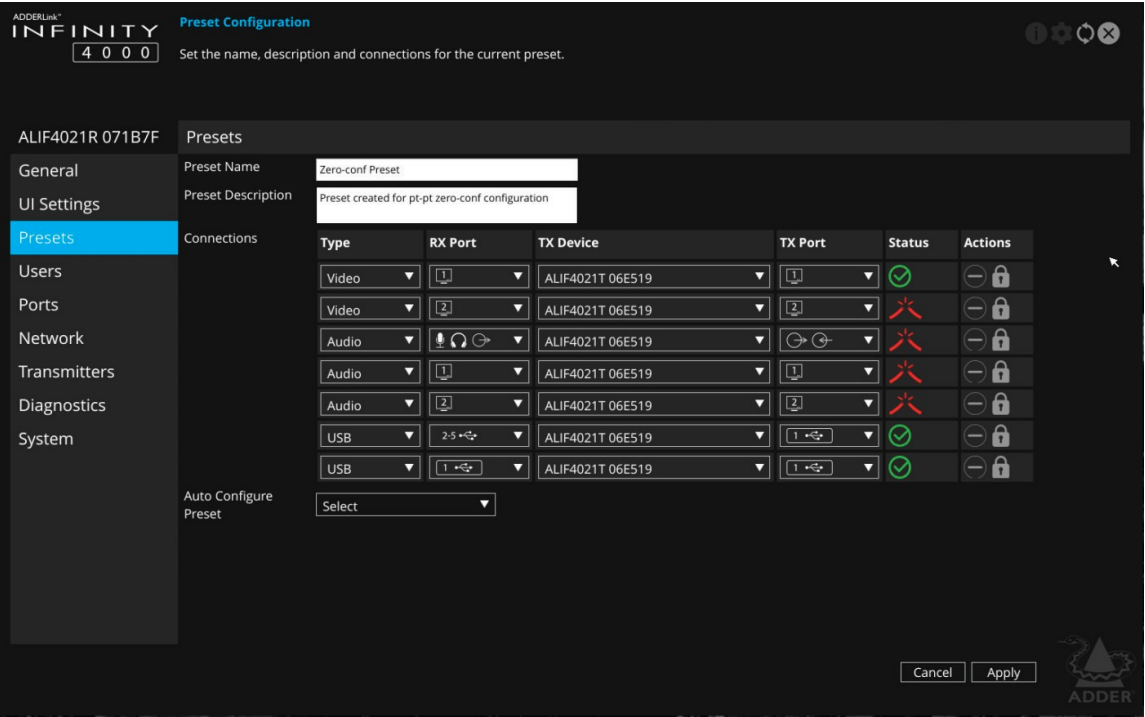 ADDERLink™
INFINITY
4000
Preset Configuration
Set the name, description and connections for the current preset.
ALIF4021R 071B7F
General
UI Settings
Presets
Users
Ports
Network
Transmitters
Diagnostics
System
Presets
Preset Name
Zero-conf Preset
Preset Description
Preset created for pt-pt zero-conf configuration
Connections
Type RX Port TX Device TX Port Status Actions
Video 1 ALIF4021T 06E519 1
Video 2 ALIF4021T 06E519 2
Audio ALIF4021T 06E519
Audio 1 ALIF4021T 06E519 1
Audio 2 ALIF4021T 06E519 2
USB 2-5 ALIF4021T 06E519 1
USB 1 ALIF4021T 06E519 1
Auto Configure
Preset
Select
Cancel Apply
ADDER